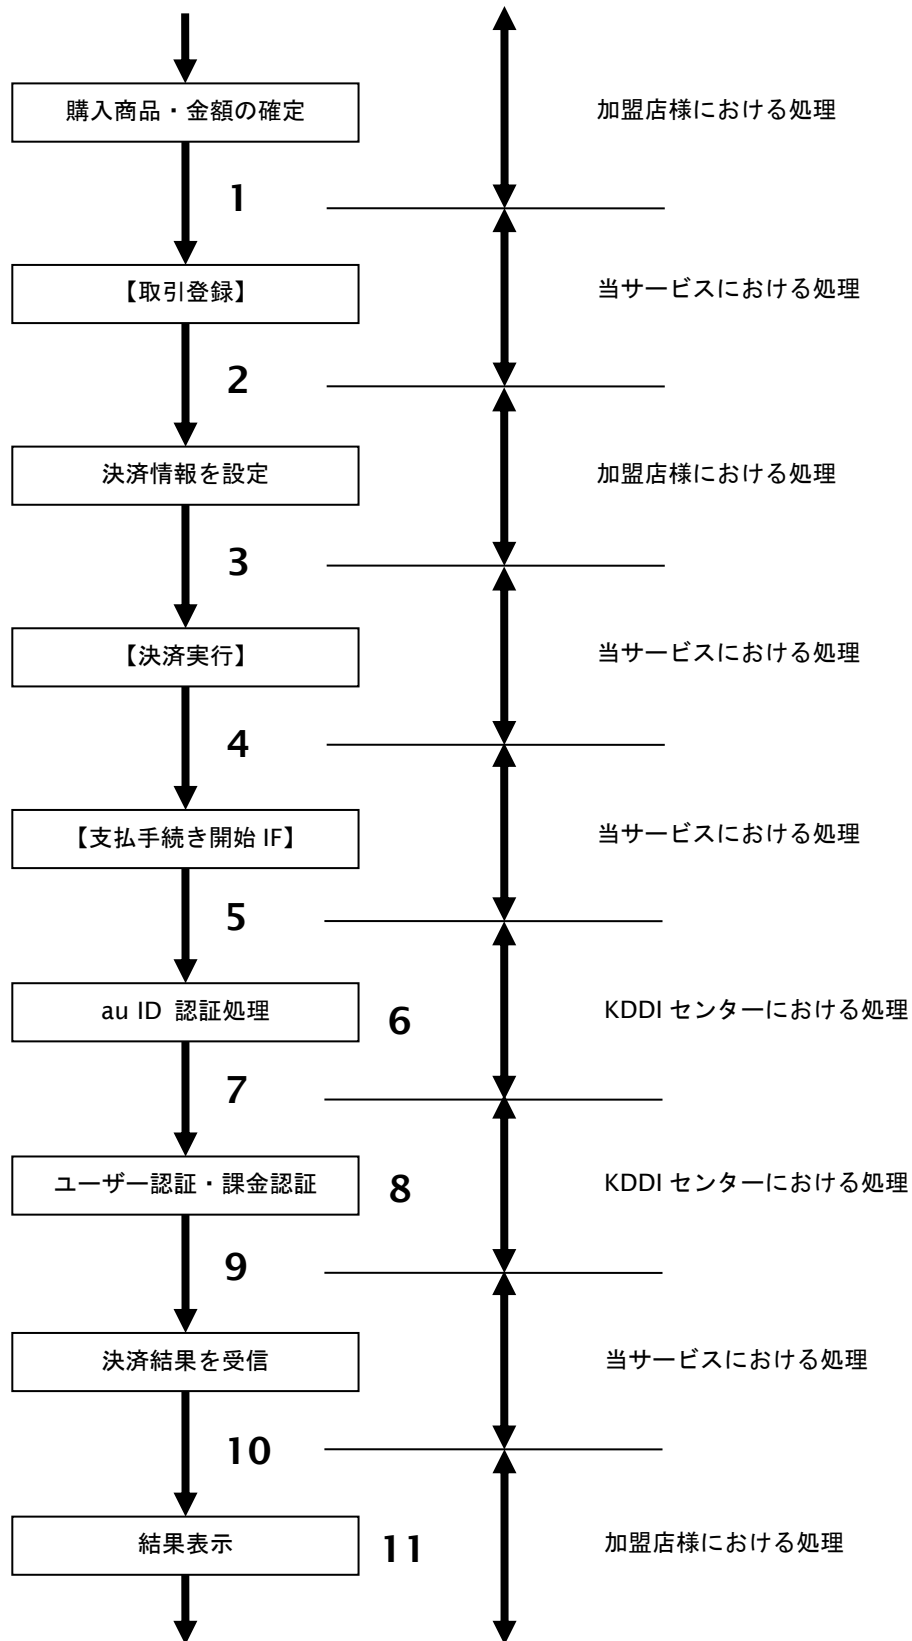 購入商品・金額の確定
加盟店様における処理
1
【取引登録】
当サービスにおける処理
2
決済情報を設定
加盟店様における処理
3
【決済実行】
当サービスにおける処理
4
【支払手続き開始 IF】
当サービスにおける処理
5
au ID 認証処理
6
KDDI センターにおける処理
7
ユーザー認証・課金認証
8
KDDI センターにおける処理
9
決済結果を受信
当サービスにおける処理
10
結果表示
11
加盟店様における処理